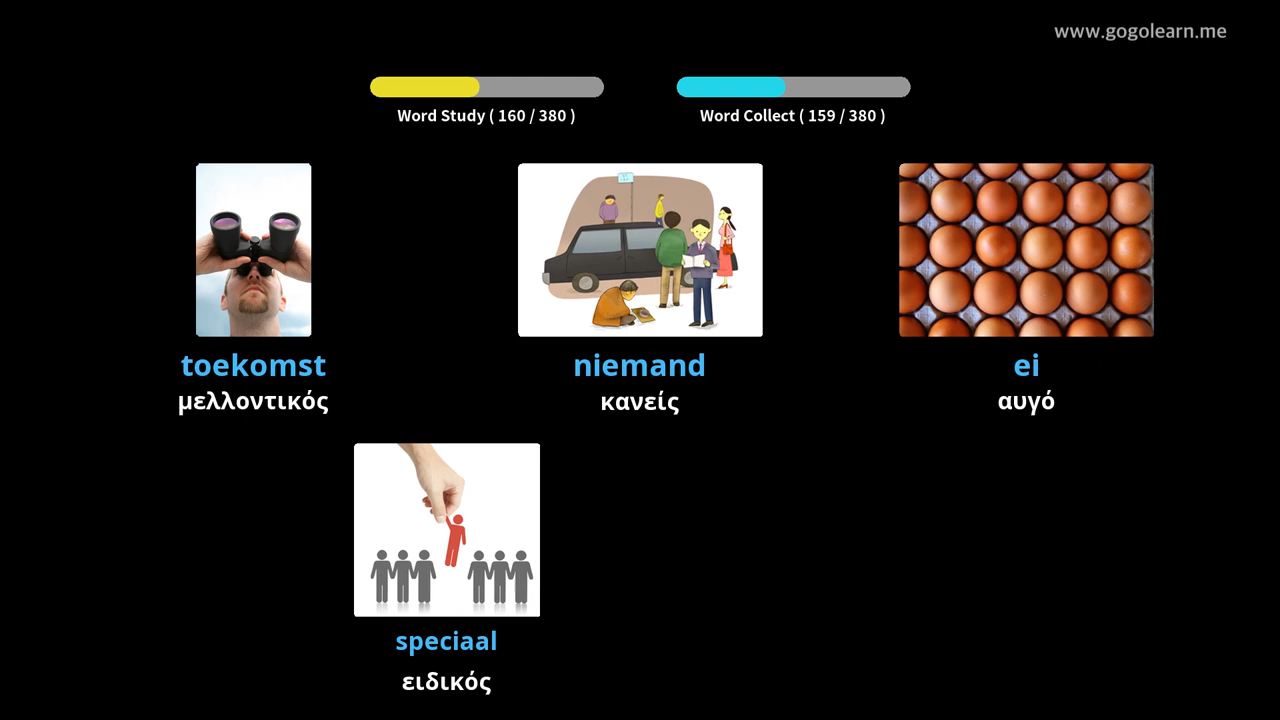 www.gogolearn.me
Word Study ( 160 / 380 )
Word Collect ( 159 / 380 )
toekomst
μελλοντικός
niemand
κανείς
ei
αυγό
speciaal
ειδικός